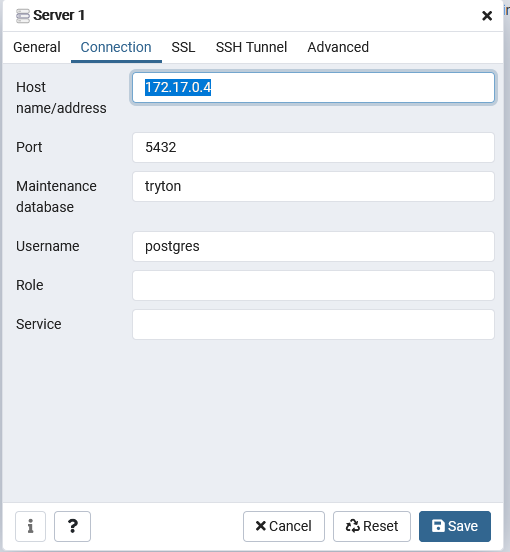 Server 1
General Connection SSL SSH Tunnel Advanced
Host
name/address
172.17.0.4
Port
5432
Maintenance
database
tryton
Username
postgres
Role
Service
i ? Cancel Reset Save